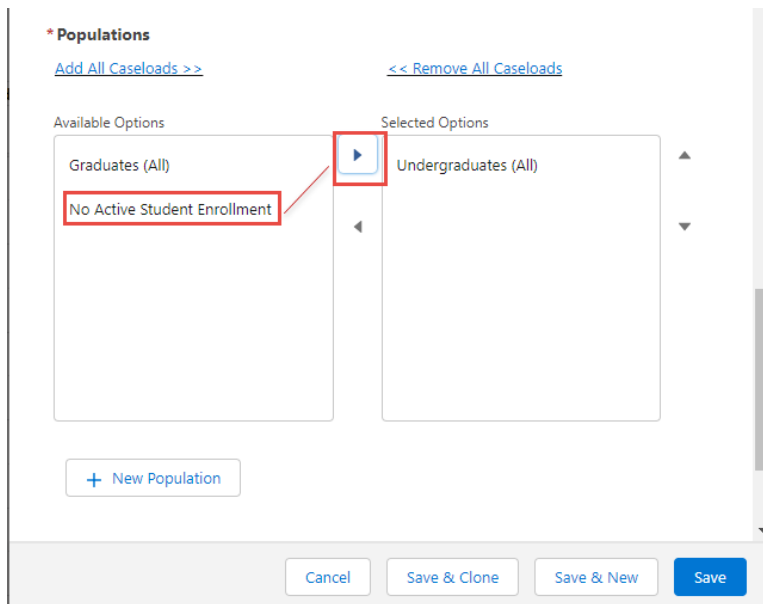 * Populations
Add All Caseloads >> << Remove All Caseloads
Available Options Selected Options
Graduates (All) Undergraduates (All)
No Active Student Enrollment
+ New Population
Cancel Save & Clone Save & New Save